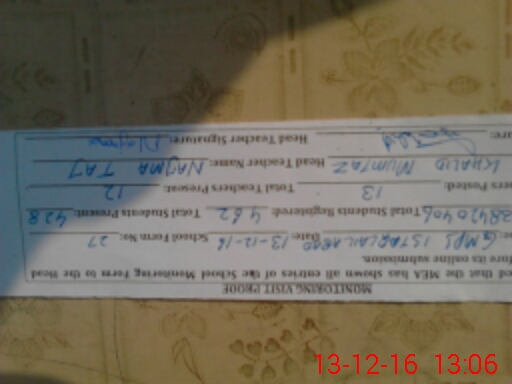 MONITORING VISIT PROOF
ed that the MEA has shown all entries of the School Monitoring Form to the Head
fore its online submission.
GMPS Date: 13-12-16 School Form No: 27
Total Students Registered: 462 Total Students Present: 428
ers Posted: 13 Total Teachers Present: 12
KHALID MUMTAZ Head Teacher Name: NAJMA TAJ
ure: Head Teacher Signature: Najma
13-12-16 13:06